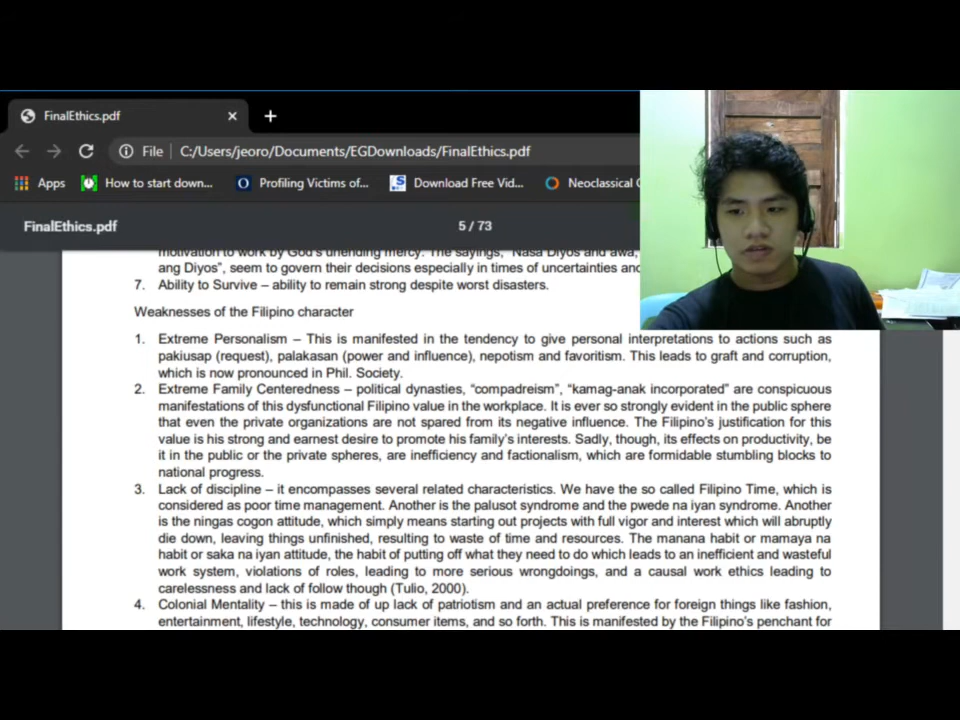 FinalEthics.pdf
File C:/Users/jeoro/Documents/EGDownloads/FinalEthics.pdf
Apps How to start down... Profiling Victims of... Download Free Vid... Neoclassical
FinalEthics.pdf 5 / 73
motivation to work by God's unending mercy. The sayings, "Nasa Diyos and awa,
ang Diyos", seem to govern their decisions especially in times of uncertainties and
7. Ability to Survive – ability to remain strong despite worst disasters.
Weaknesses of the Filipino character
1. Extreme Personalism – This is manifested in the tendency to give personal interpretations to actions such as
pakiusap (request), palakasan (power and influence), nepotism and favoritism. This leads to graft and corruption,
which is now pronounced in Phil. Society.
2. Extreme Family Centeredness – political dynasties, "compadreism", "kamag-anak incorporated" are conspicuous
manifestations of this dysfunctional Filipino value in the workplace. It is ever so strongly evident in the public sphere
that even the private organizations are not spared from its negative influence. The Filipino's justification for this
value is his strong and earnest desire to promote his family's interests. Sadly, though, its effects on productivity, be
it in the public or the private spheres, are inefficiency and factionalism, which are formidable stumbling blocks to
national progress.
3. Lack of discipline – it encompasses several related characteristics. We have the so called Filipino Time, which is
considered as poor time management. Another is the palusot syndrome and the pwede na iyan syndrome. Another
is the ningas cogon attitude, which simply means starting out projects with full vigor and interest which will abruptly
die down, leaving things unfinished, resulting to waste of time and resources. The manana habit or mamaya na
habit or saka na iyan attitude, the habit of putting off what they need to do which leads to an inefficient and wasteful
work system, violations of roles, leading to more serious wrongdoings, and a causal work ethics leading to
carelessness and lack of follow though (Tulio, 2000).
4. Colonial Mentality – this is made of up lack of patriotism and an actual preference for foreign things like fashion,
entertainment, lifestyle, technology, consumer items, and so forth. This is manifested by the Filipino's penchant for